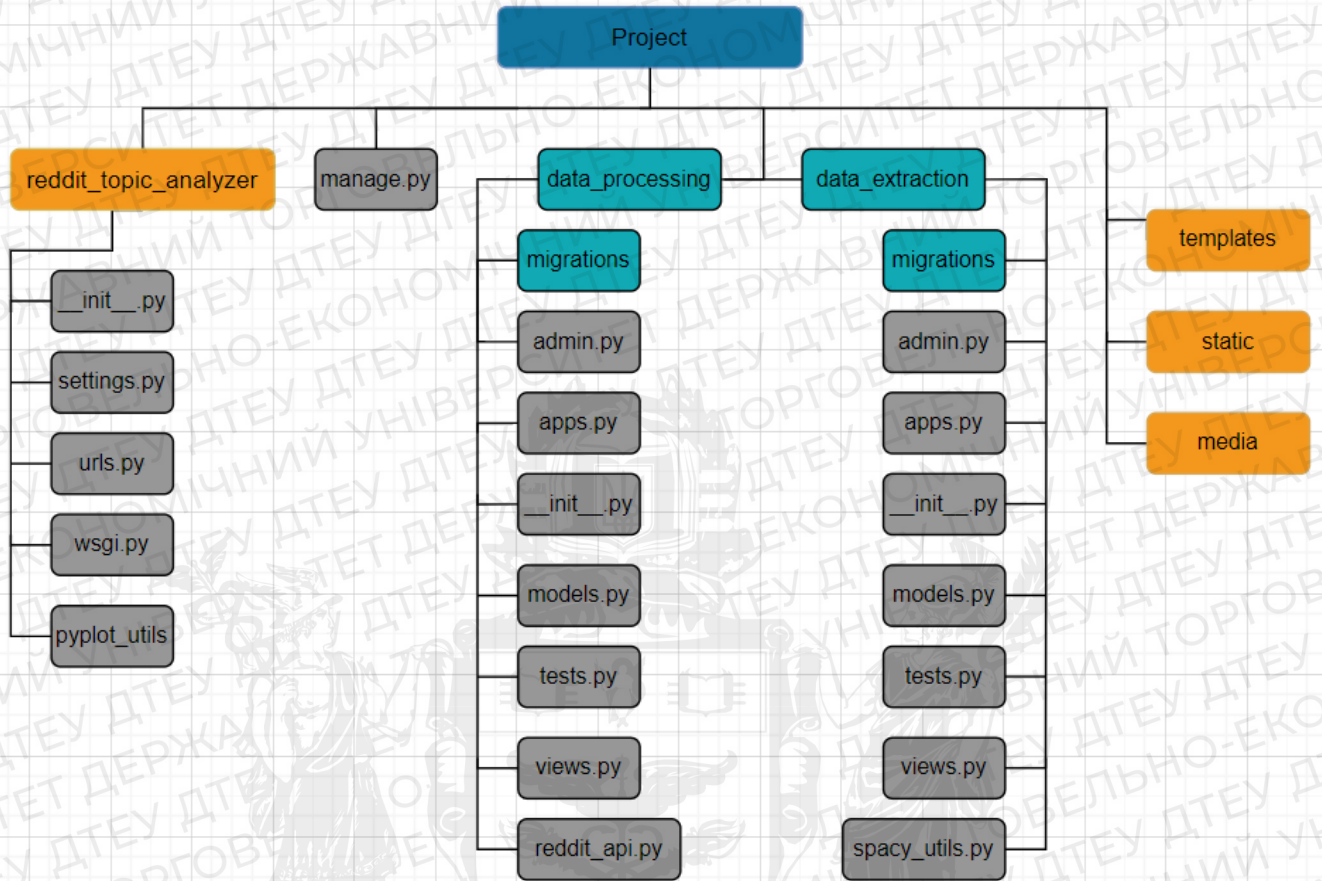 Project
reddit_topic_analyzer
manage.py
data_processing
data_extraction
templates
static
media
__init__.py
settings.py
urls.py
wsgi.py
pyplot_utils
migrations
admin.py
apps.py
__init__.py
models.py
tests.py
views.py
reddit_api.py
migrations
admin.py
apps.py
__init__.py
models.py
tests.py
views.py
spacy_utils.py